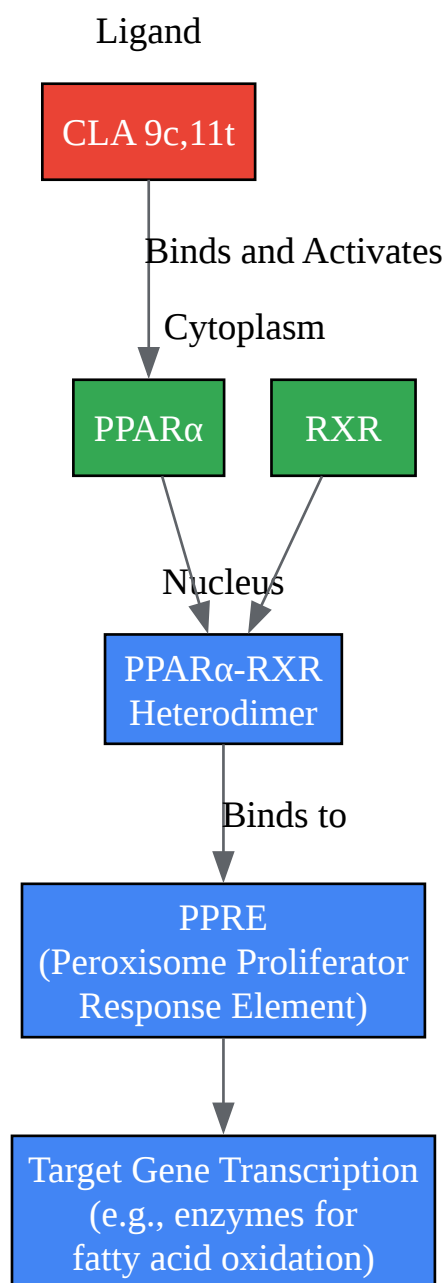 Ligand
CLA 9c,11t
Binds and Activates
Cytoplasm
PPARα
RXR
Nucleus
PPARα-RXR
Heterodimer
Binds to
PPRE
(Peroxisome Proliferator
Response Element)
Target Gene Transcription
(e.g., enzymes for
fatty acid oxidation)